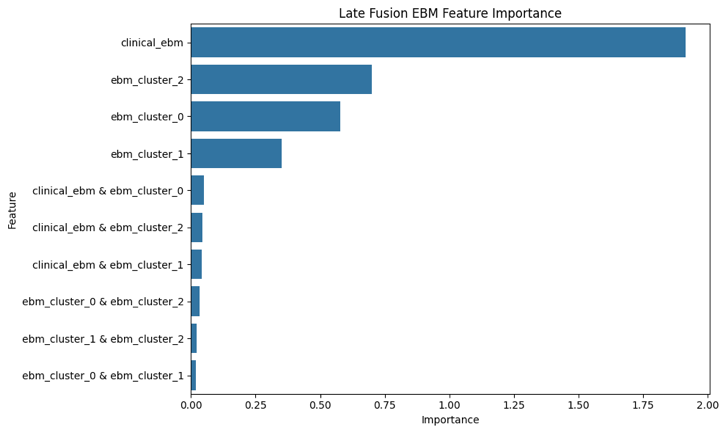 Late Fusion EBM Feature Importance
clinical_ebm
ebm_cluster_2
ebm_cluster_0
ebm_cluster_1
clinical_ebm & ebm_cluster_0
clinical_ebm & ebm_cluster_2
clinical_ebm & ebm_cluster_1
ebm_cluster_0 & ebm_cluster_2
ebm_cluster_1 & ebm_cluster_2
ebm_cluster_0 & ebm_cluster_1
Feature
0.00 0.25 0.50 0.75 1.00 1.25 1.50 1.75 2.00
Importance